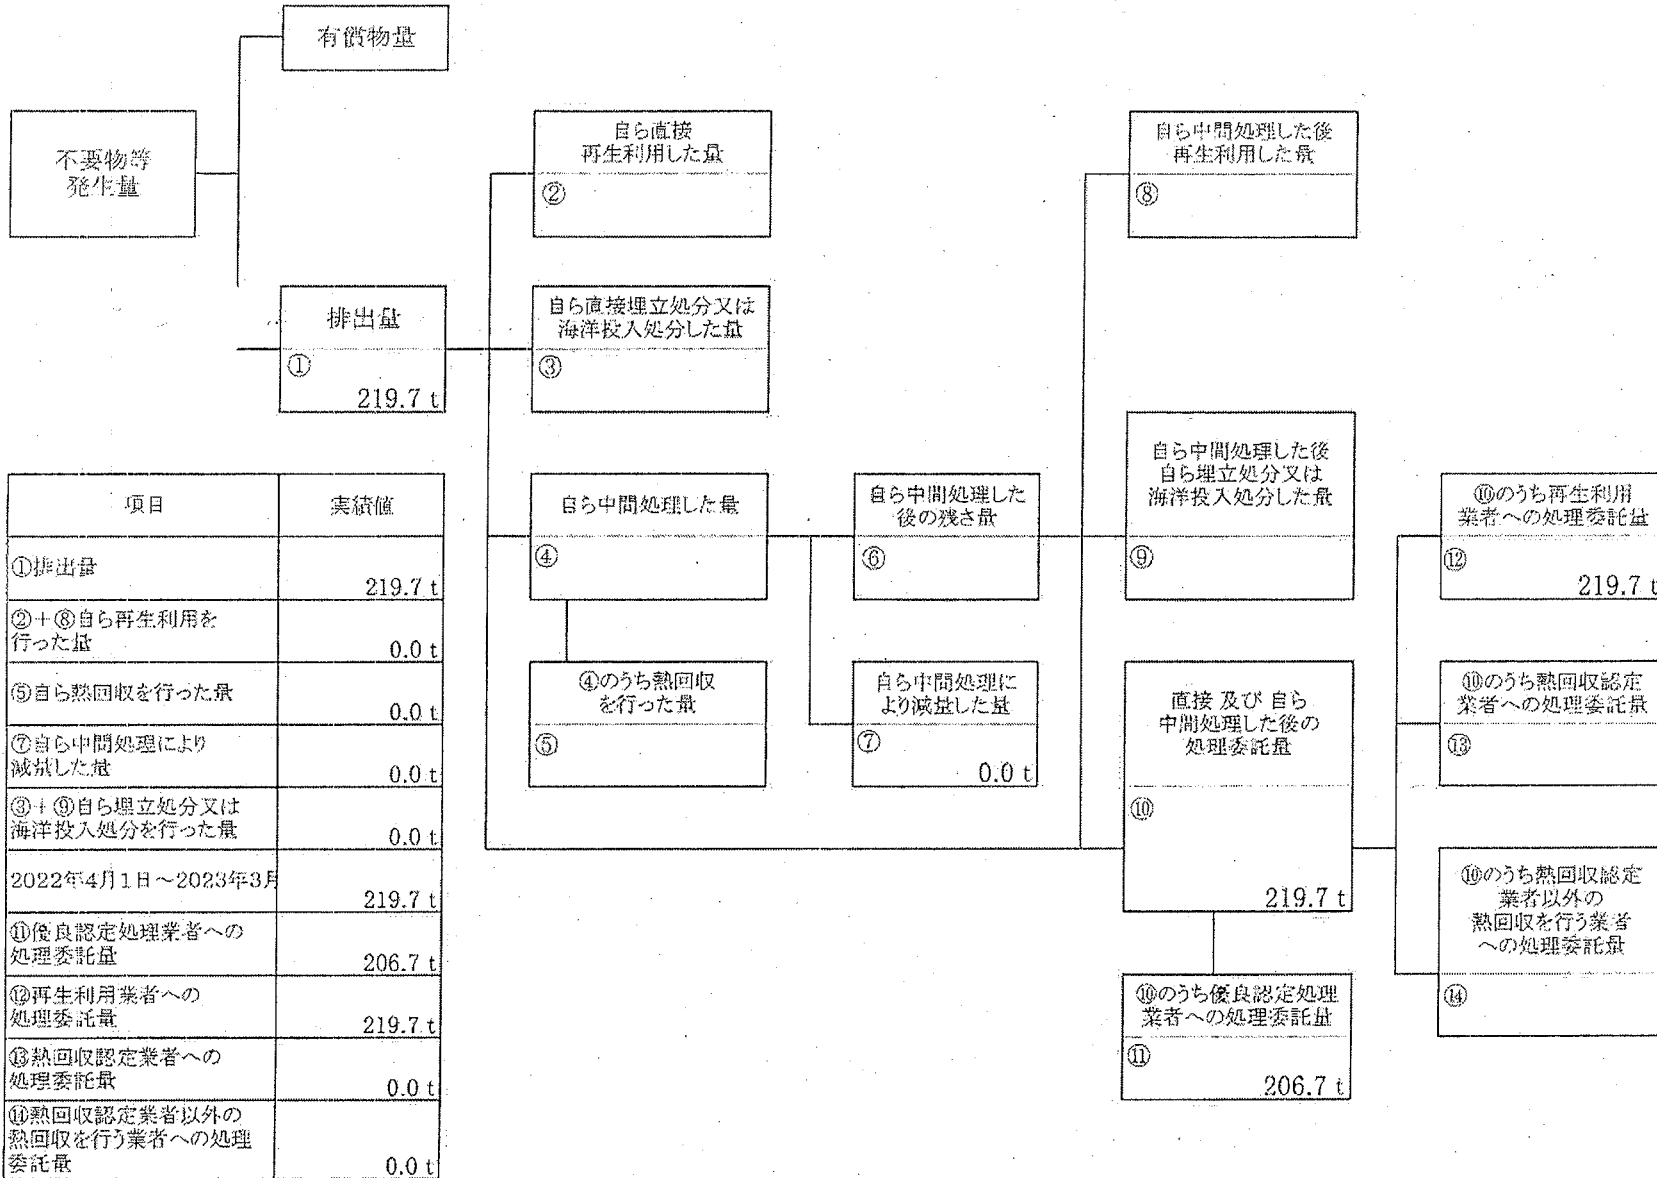 有償物量
不要物等
発生量
排出量
①
219.7 t
自ら直接
再生利用した量
②
自ら直接埋立処分又は
海洋投入処分した量
③
自ら中間処理した量
④
④のうち熱回収
を行った量
⑤
自ら中間処理した
後の残さ量
⑥
自ら中間処理に
より減量した量
⑦
0.0 t
自ら中間処理した後
再生利用した量
⑧
自ら中間処理した後
自ら埋立処分又は
海洋投入処分した量
⑨
直接 及び 自ら
中間処理した後の
処理委託量
⑩
219.7 t
⑩のうち優良認定処理
業者への処理委託量
⑪
206.7 t
⑩のうち再生利用
業者への処理委託量
⑫
219.7 t
⑩のうち熱回収認定
業者への処理委託量
⑬
⑩のうち熱回収認定
業者以外の
熱回収を行う業者
への処理委託量
⑭
項目 実績値
①排出量 219.7 t
②+⑧自ら再生利用を
行った量 0.0 t
⑤自ら熱回収を行った量 0.0 t
⑦自ら中間処理により
減量した量 0.0 t
③+⑨自ら埋立処分又は
海洋投入処分を行った量 0.0 t
2022年4月1日~2023年3月 219.7 t
⑪優良認定処理業者への
処理委託量 206.7 t
⑫再生利用業者への
処理委託量 219.7 t
⑬熱回収認定業者への
処理委託量 0.0 t
⑭熱回収認定業者以外の
熱回収を行う業者への処理
委託量 0.0 t